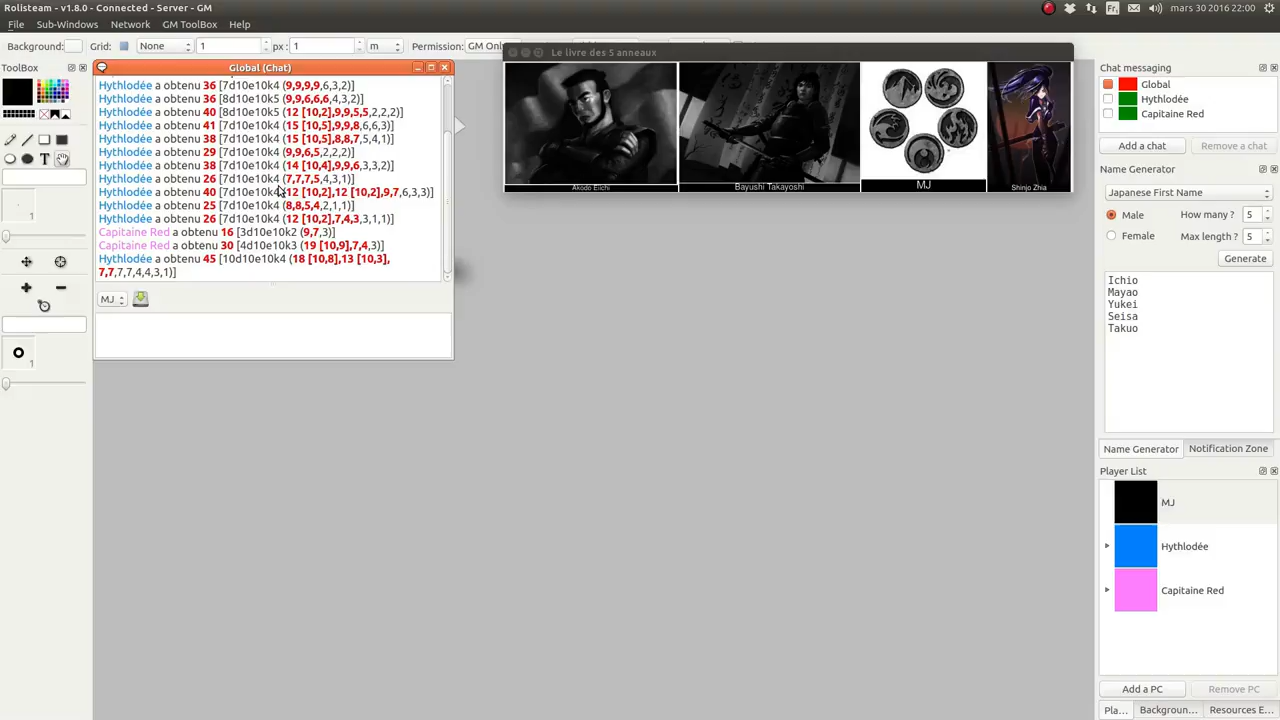 Rolisteam - v1.8.0 - Connected - Server - GM
Fr
mars 30 2016 22:00
File Sub-Windows Network GM ToolBox Help
Background: Grid: None 1 px : 1 m Permission:
ToolBox
Global (Chat)
Le livre des 5 anneaux
Chat messaging
Hythlodée a obtenu 36 [7d10e10k4 (9,9,9,9,6,3,2)]
Hythlodée a obtenu 36 [8d10e10k5 (9,9,6,6,6,4,3,2)]
Hythlodée a obtenu 40 [8d10e10k5 (12 [10,2],9,9,5,5,2,2,2)]
Hythlodée a obtenu 41 [7d10e10k4 (15 [10,5],9,9,8,6,6,3)]
Hythlodée a obtenu 38 [7d10e10k4 (15 [10,5],8,8,7,5,4,1)]
Hythlodée a obtenu 29 [7d10e10k4 (9,9,6,5,2,2,2)]
Hythlodée a obtenu 38 [7d10e10k4 (14 [10,4],9,9,6,3,3,2)]
Hythlodée a obtenu 26 [7d10e10k4 (7,7,7,5,4,3,1)]
Hythlodée a obtenu 40 [7d10e10k4 12 [10,2],12 [10,2],9,7,6,3,3)]
Hythlodée a obtenu 25 [7d10e10k4 (8,8,5,4,2,1,1)]
Hythlodée a obtenu 26 [7d10e10k4 (12 [10,2],7,4,3,3,1,1)]
Capitaine Red a obtenu 16 [3d10e10k2 (9,7,3)]
Capitaine Red a obtenu 30 [4d10e10k3 (19 [10,9],7,4,3)]
Hythlodée a obtenu 45 [10d10e10k4 (18 [10,8],13 [10,3],
7,7,7,7,4,4,3,1)]
MJ
1
1
Akodo Eiichi
Bayushi Takayoshi
MJ
Shinjo Zhia
Global
Hythlodée
Capitaine Red
Add a chat Remove a chat
Name Generator
Japanese First Name
Male How many ? 5
Female Max length ? 5
Generate
Ichio
Mayao
Yukei
Seisa
Takuo
Name Generator Notification Zone
Player List
MJ
Hythlodée
Capitaine Red
Add a PC Remove PC
Pla... Backgroun... Resources E...